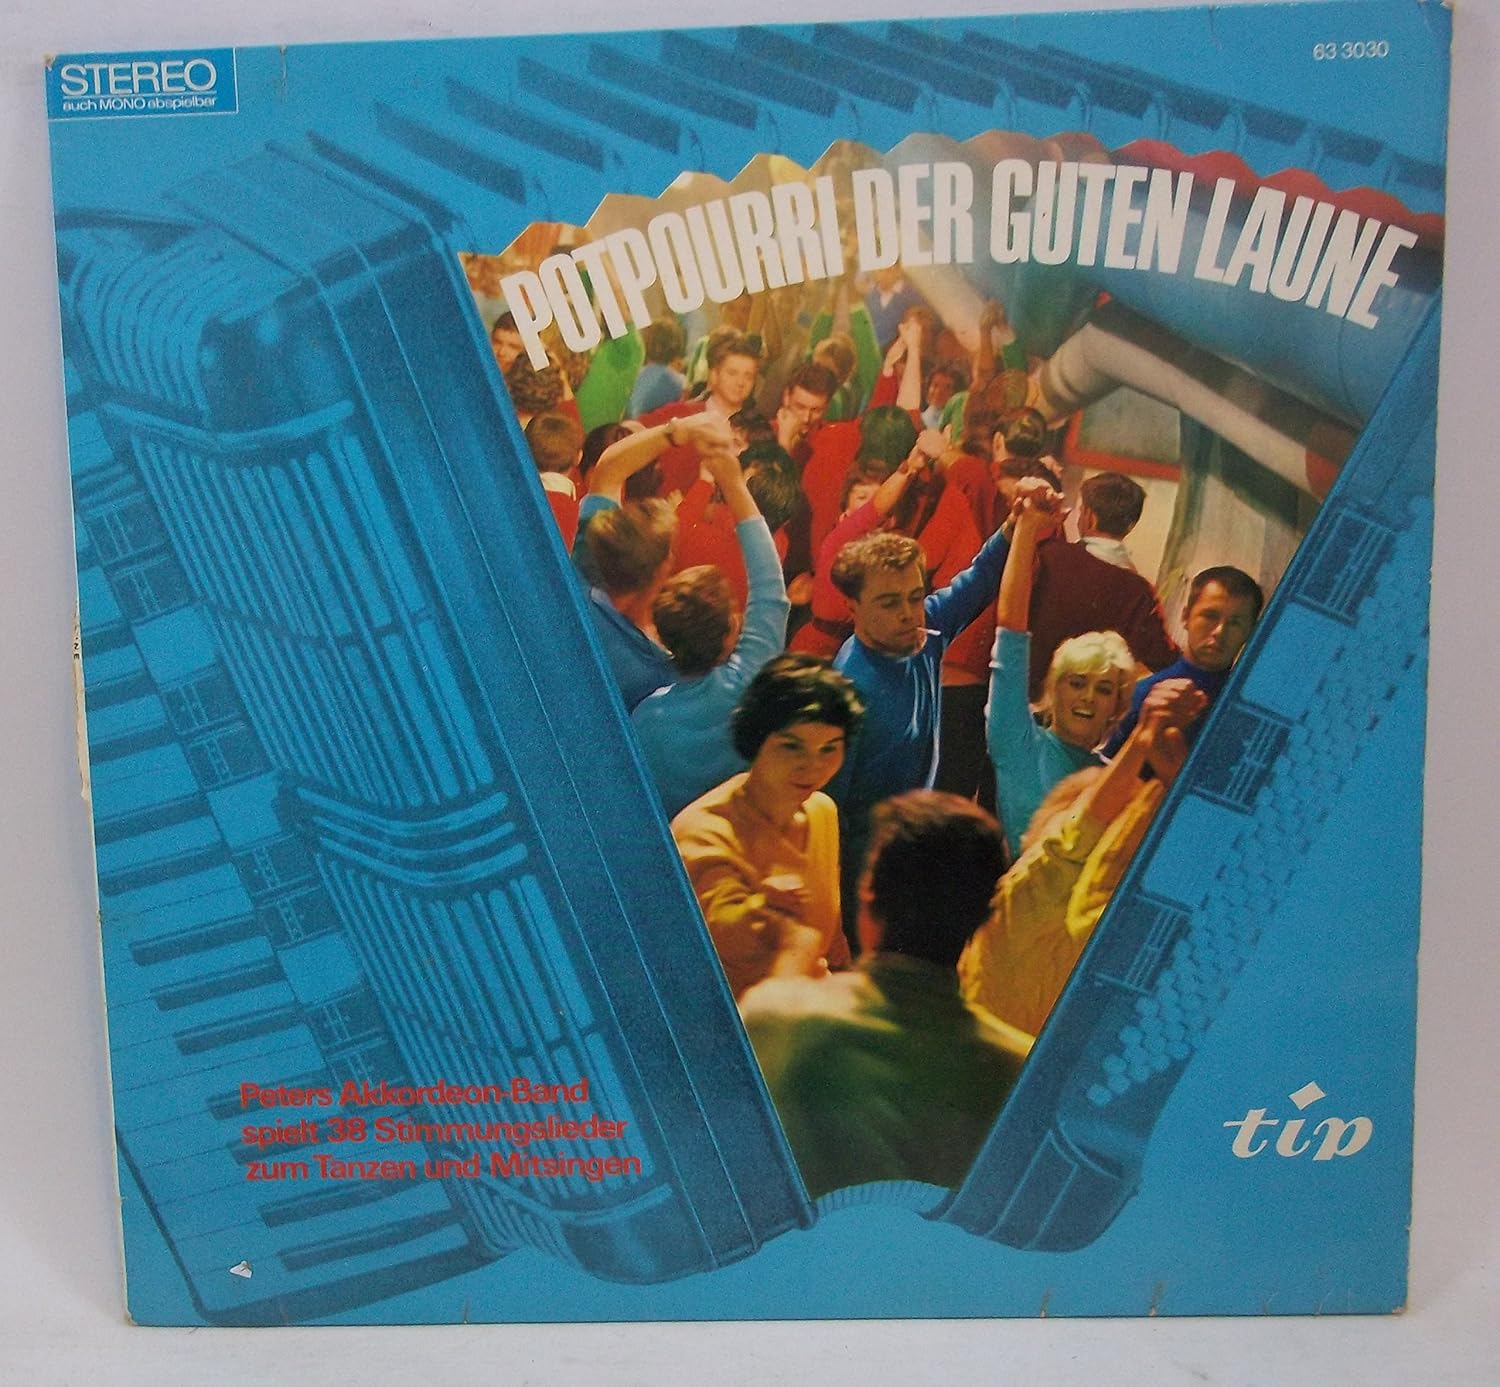 STEREO
auch MONO abspielbar
63 3030
POTPOURRI DER GUTEN LAUNE
Peters Akkordeon-Band
spielt 38 Stimmungslieder
zum Tanzen und Mitsingen
tip